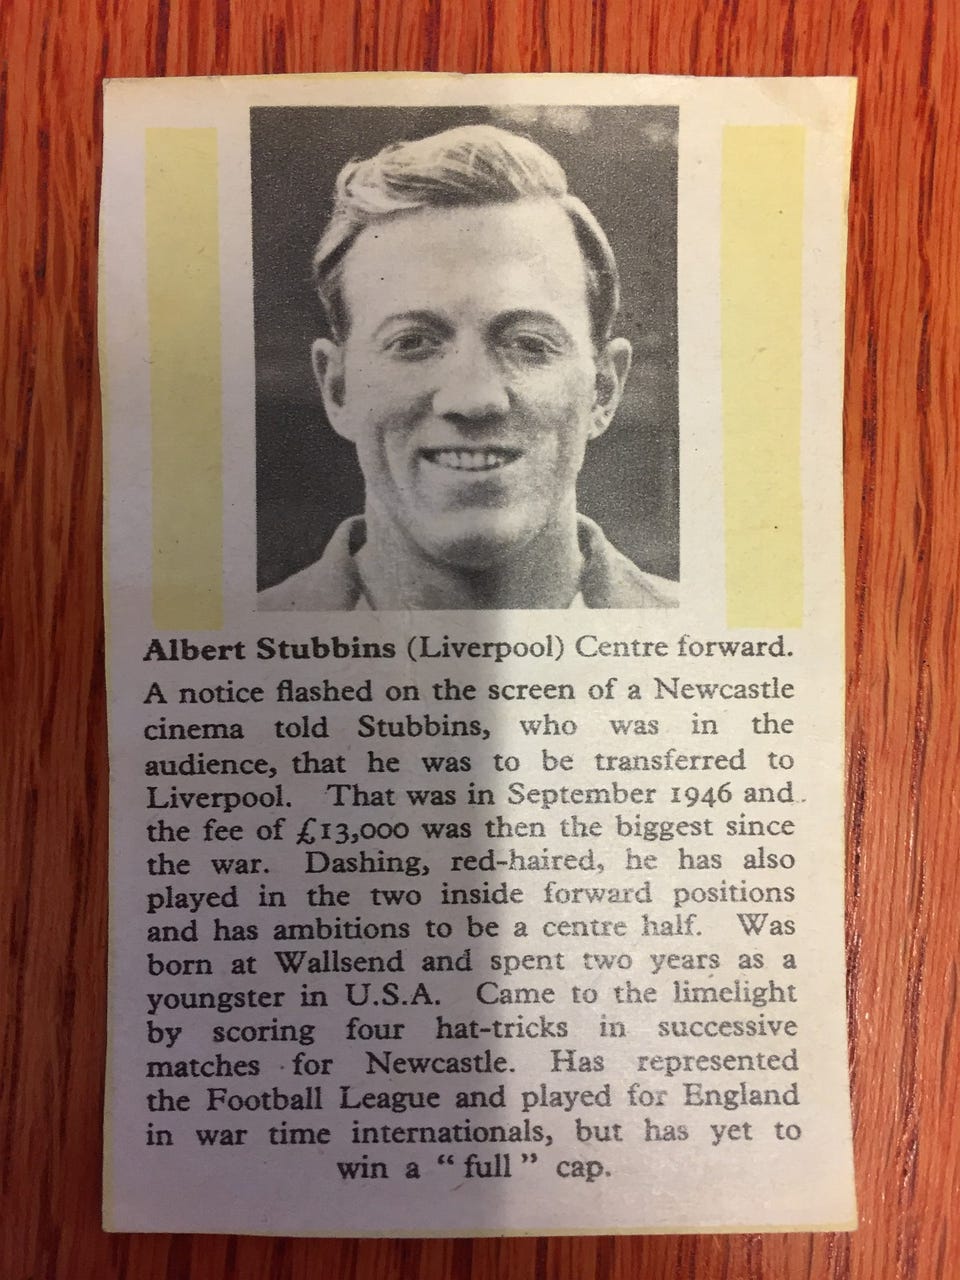 Albert Stubbins (Liverpool) Centre forward.
A notice flashed on the screen of a Newcastle
cinema told Stubbins, who was in the
audience, that he was to be transferred to
Liverpool. That was in September 1946 and
the fee of £13,000 was then the biggest since
the war. Dashing, red-haired, he has also
played in the two inside forward positions
and has ambitions to be a centre half. Was
born at Wallsend and spent two years as a
youngster in U.S.A. Came to the limelight
by scoring four hat-tricks in successive
matches for Newcastle. Has represented
the Football League and played for England
in war time internationals, but has yet to
win a “ full ” cap.